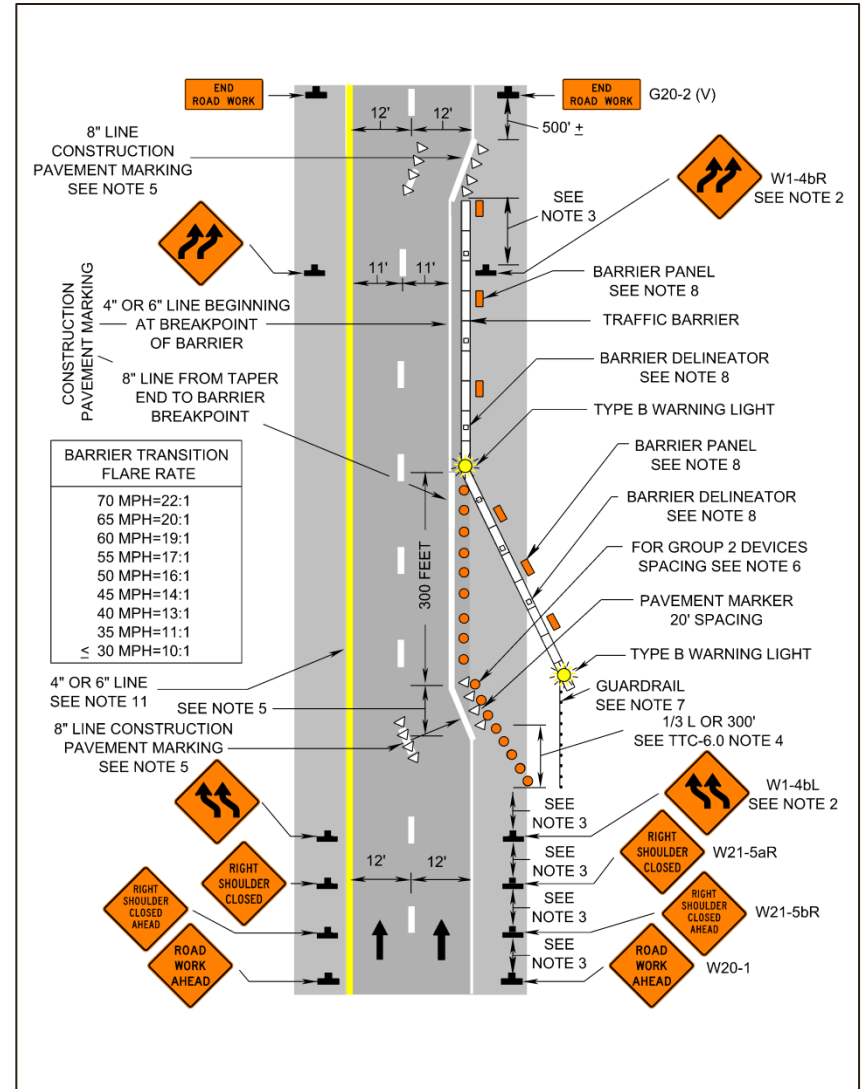 END
ROAD WORK
END
ROAD WORK
G20-2 (V)
12'
12'
500' ±
8" LINE
CONSTRUCTION
PAVEMENT MARKING
SEE NOTE 5
W1-4bR
SEE NOTE 2
SEE
NOTE 3
11'
11'
BARRIER PANEL
SEE NOTE 8
CONSTRUCTION
PAVEMENT MARKING
4" OR 6" LINE BEGINNING
AT BREAKPOINT
OF BARRIER
TRAFFIC BARRIER
8" LINE FROM TAPER
END TO BARRIER
BREAKPOINT
BARRIER DELINEATOR
SEE NOTE 8
TYPE B WARNING LIGHT
BARRIER TRANSITION
FLARE RATE
70 MPH=22:1
65 MPH=20:1
60 MPH=19:1
55 MPH=17:1
50 MPH=16:1
45 MPH=14:1
40 MPH=13:1
35 MPH=11:1
≤ 30 MPH=10:1
BARRIER PANEL
SEE NOTE 8
BARRIER DELINEATOR
SEE NOTE 8
300 FEET
FOR GROUP 2 DEVICES
SPACING SEE NOTE 6
PAVEMENT MARKER
20' SPACING
TYPE B WARNING LIGHT
4" OR 6" LINE
SEE NOTE 11
SEE NOTE 5
GUARDRAIL
SEE NOTE 7
8" LINE CONSTRUCTION
PAVEMENT MARKING
SEE NOTE 5
1/3 L OR 300'
SEE TTC-6.0 NOTE 4
SEE
NOTE 3
W1-4bL
SEE NOTE 2
SEE
NOTE 3
RIGHT
SHOULDER
CLOSED
W21-5aR
12'
12'
RIGHT
SHOULDER
CLOSED
RIGHT
SHOULDER
CLOSED
AHEAD
SEE
NOTE 3
RIGHT
SHOULDER
CLOSED
AHEAD
W21-5bR
ROAD
WORK
AHEAD
SEE
NOTE 3
ROAD
WORK
AHEAD
W20-1